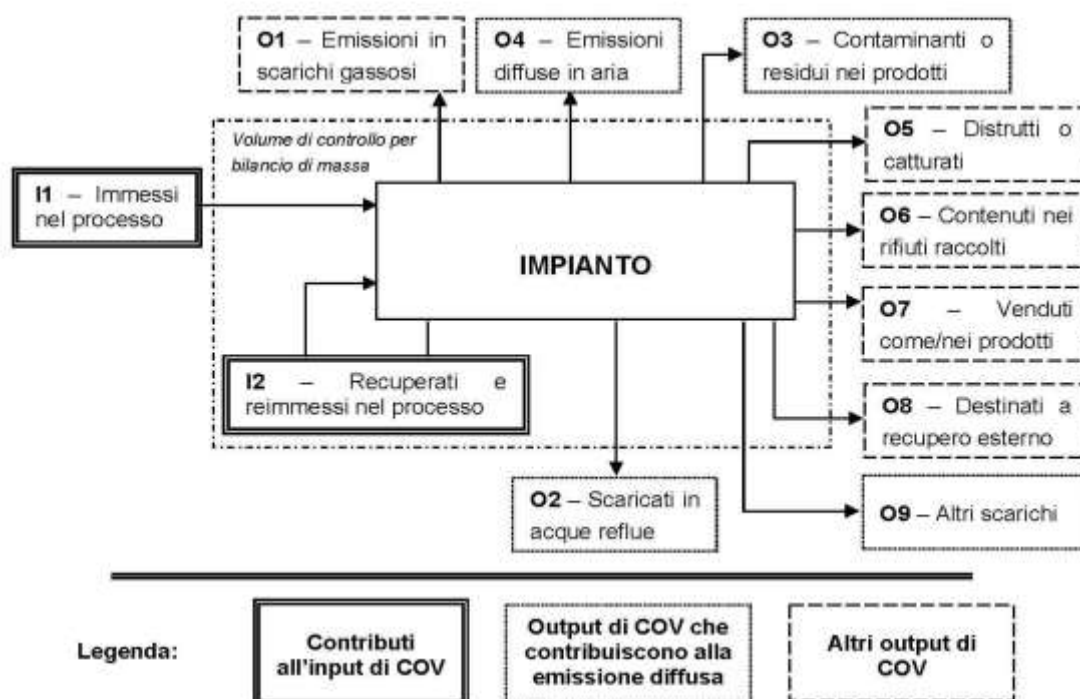 O1 – Emissioni in
scarichi gassosi
O4 – Emissioni
diffuse in aria
O3 – Contaminanti o
residui nei prodotti
Volume di controllo per
bilancio di massa
O5 – Distrutti o
catturati
I1 – Immessi
nel processo
O6 – Contenuti nei
rifiuti raccolti
IMPIANTO
O7 – Venduti
come/nei prodotti
I2 – Recuperati e
reimmessi nel processo
O8 – Destinati a
recupero esterno
O2 – Scaricati in
acque reflue
O9 – Altri scarichi
Legenda:
Contributi
all'input di COV
Output di COV che
contribuiscono alla
emissione diffusa
Altri output di
COV